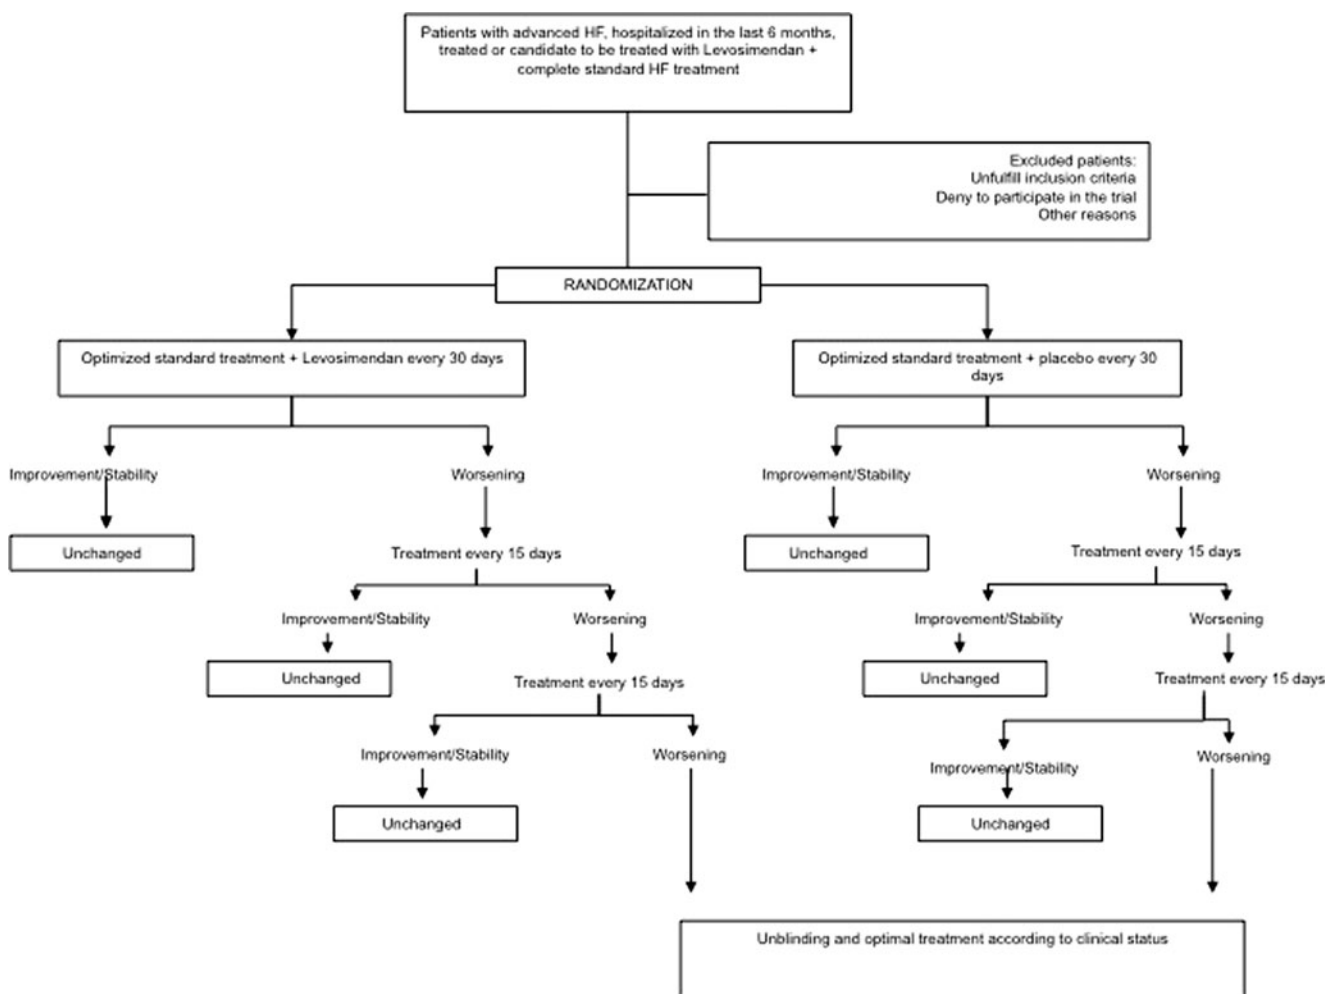 Patients with advanced HF, hospitalized in the last 6 months,
treated or candidate to be treated with Levosimendan +
complete standard HF treatment
Excluded patients:
Unfulfill inclusion criteria
Deny to participate in the trial
Other reasons
RANDOMIZATION
Optimized standard treatment + Levosimendan every 30 days
Optimized standard treatment + placebo every 30
days
Improvement/Stability
Worsening
Improvement/Stability
Worsening
Unchanged
Treatment every 15 days
Unchanged
Treatment every 15 days
Improvement/Stability
Worsening
Improvement/Stability
Worsening
Unchanged
Treatment every 15 days
Unchanged
Treatment every 15 days
Improvement/Stability
Worsening
Improvement/Stability
Worsening
Unchanged
Unchanged
Unblinding and optimal treatment according to clinical status